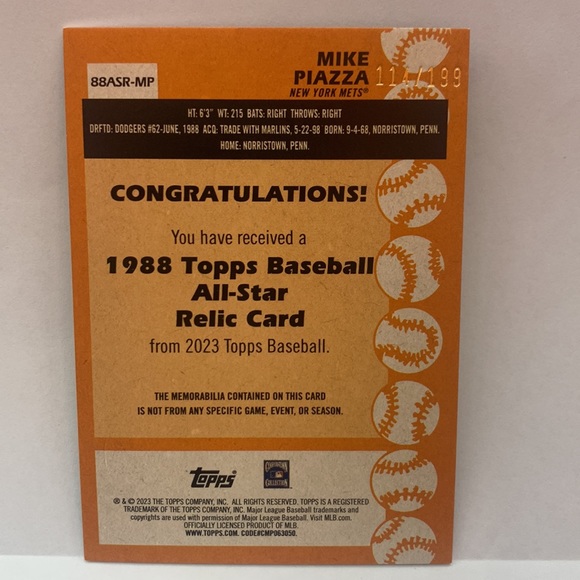 MIKE
PIAZZA
NEW YORK METS®
88ASR-MP
114/199
HT: 6'3" WT: 215 BATS: RIGHT THROWS: RIGHT
DRFTD: DODGERS #62-JUNE, 1988 ACQ: TRADE WITH MARLINS, 5-22-98 BORN: 9-4-68, NORRISTOWN, PENN.
HOME: NORRISTOWN, PENN.
CONGRATULATIONS!
You have received a
1988 Topps Baseball
All-Star
Relic Card
from 2023 Topps Baseball.
THE MEMORABILIA CONTAINED ON THIS CARD
IS NOT FROM ANY SPECIFIC GAME, EVENT, OR SEASON.
topps®
COOPERSTOWN
COLLECTION
® & © 2023 THE TOPPS COMPANY, INC. ALL RIGHTS RESERVED. TOPPS IS A REGISTERED
TRADEMARK OF THE TOPPS COMPANY, INC. Major League Baseball trademarks and
copyrights are used with permission of Major League Baseball. Visit MLB.com.
OFFICIALLY LICENSED PRODUCT OF MLB.
WWW.TOPPS.COM. CODE#CMP063050.